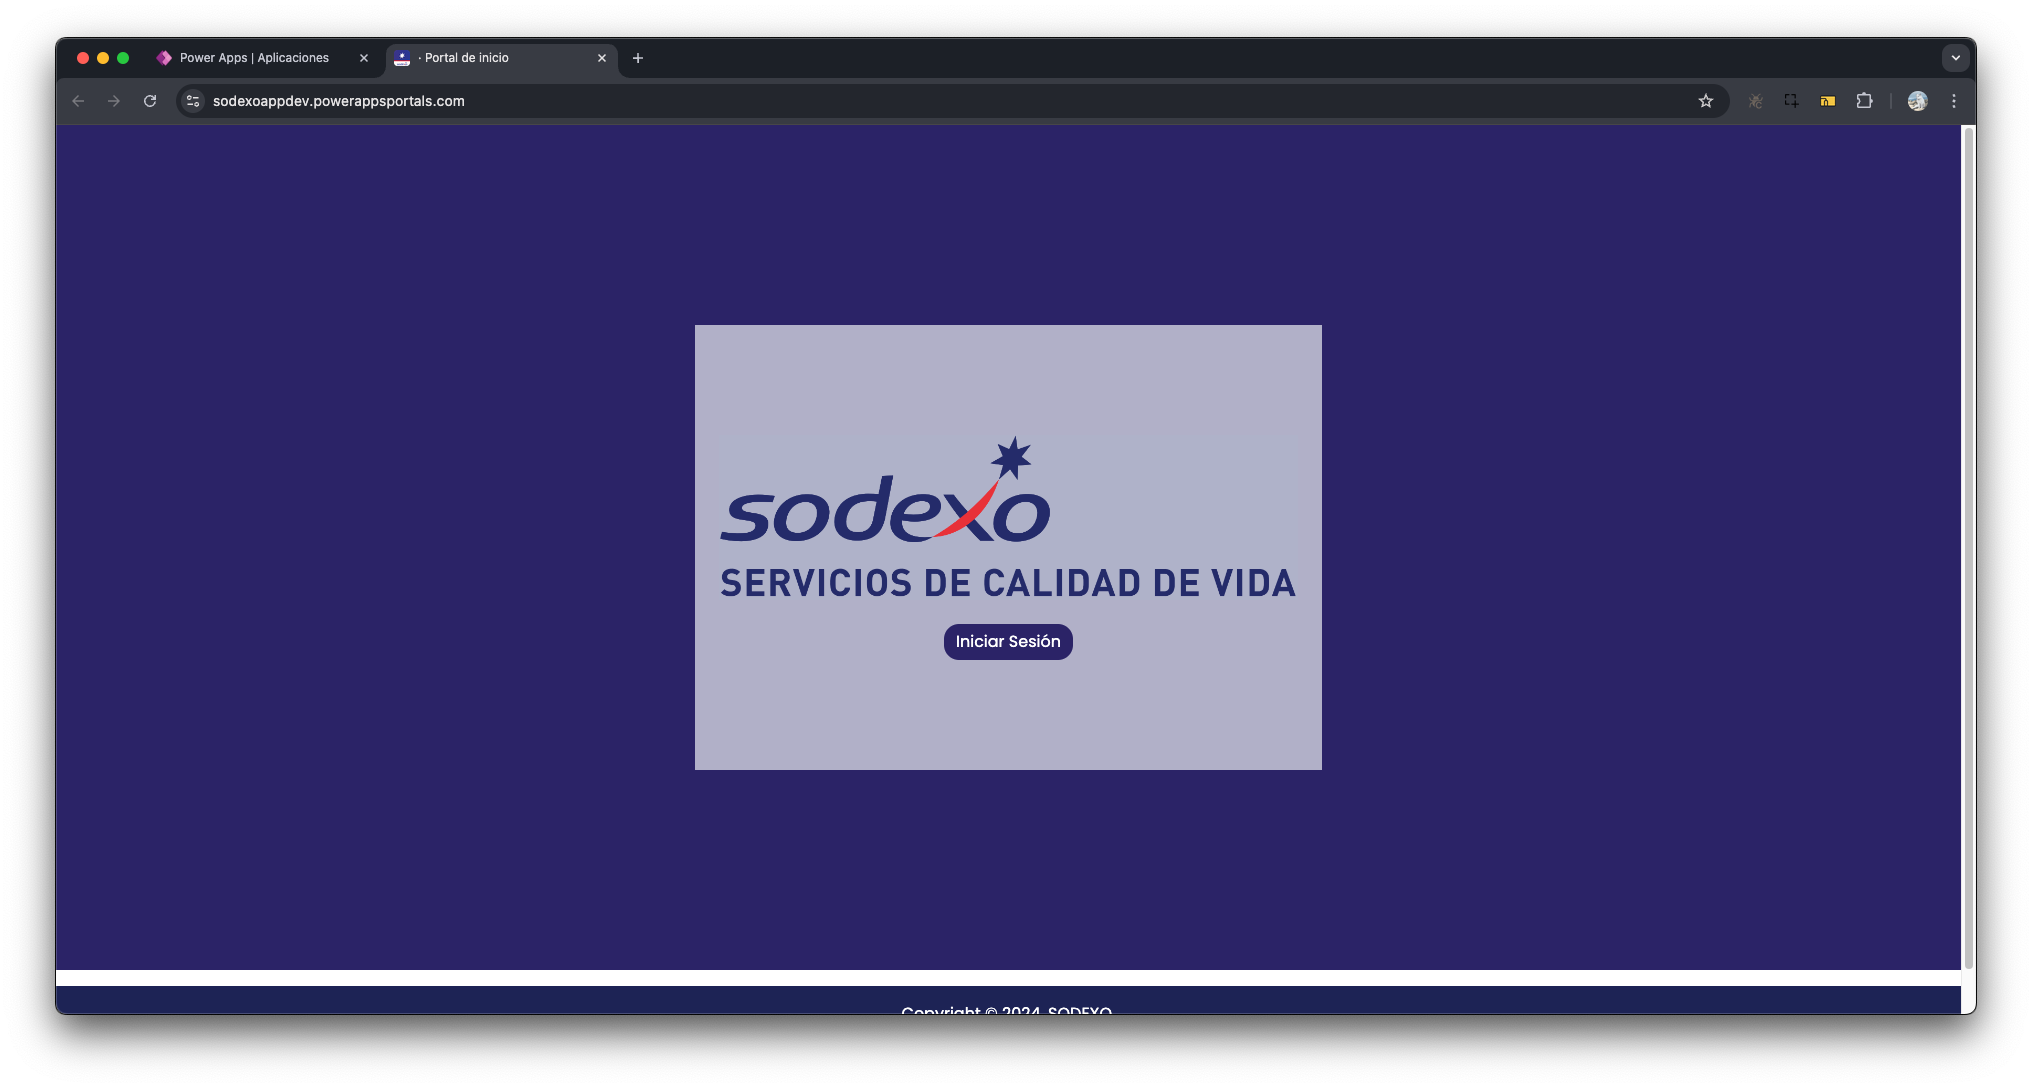 Power Apps | Aplicaciones
· Portal de inicio
sodexoappdev.powerappsportals.com
sodexo
SERVICIOS DE CALIDAD DE VIDA
Iniciar Sesión
Copyright © 2024 SODEXO